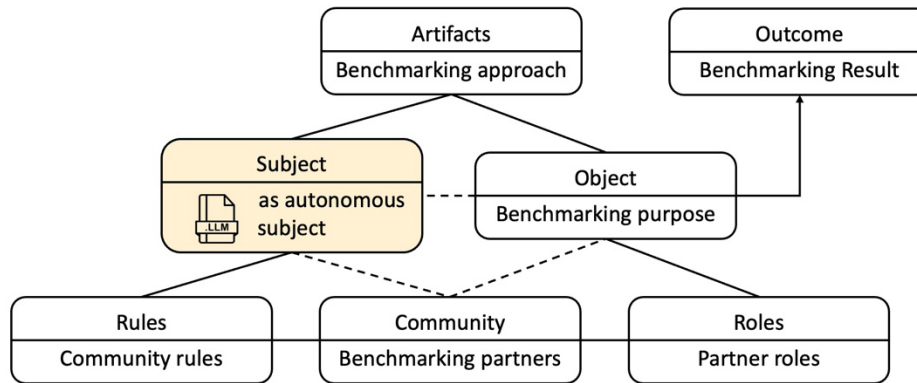 Artifacts
Benchmarking approach
Outcome
Benchmarking Result
Subject
.LLM
as autonomous
subject
Object
Benchmarking purpose
Rules
Community rules
Community
Benchmarking partners
Roles
Partner roles